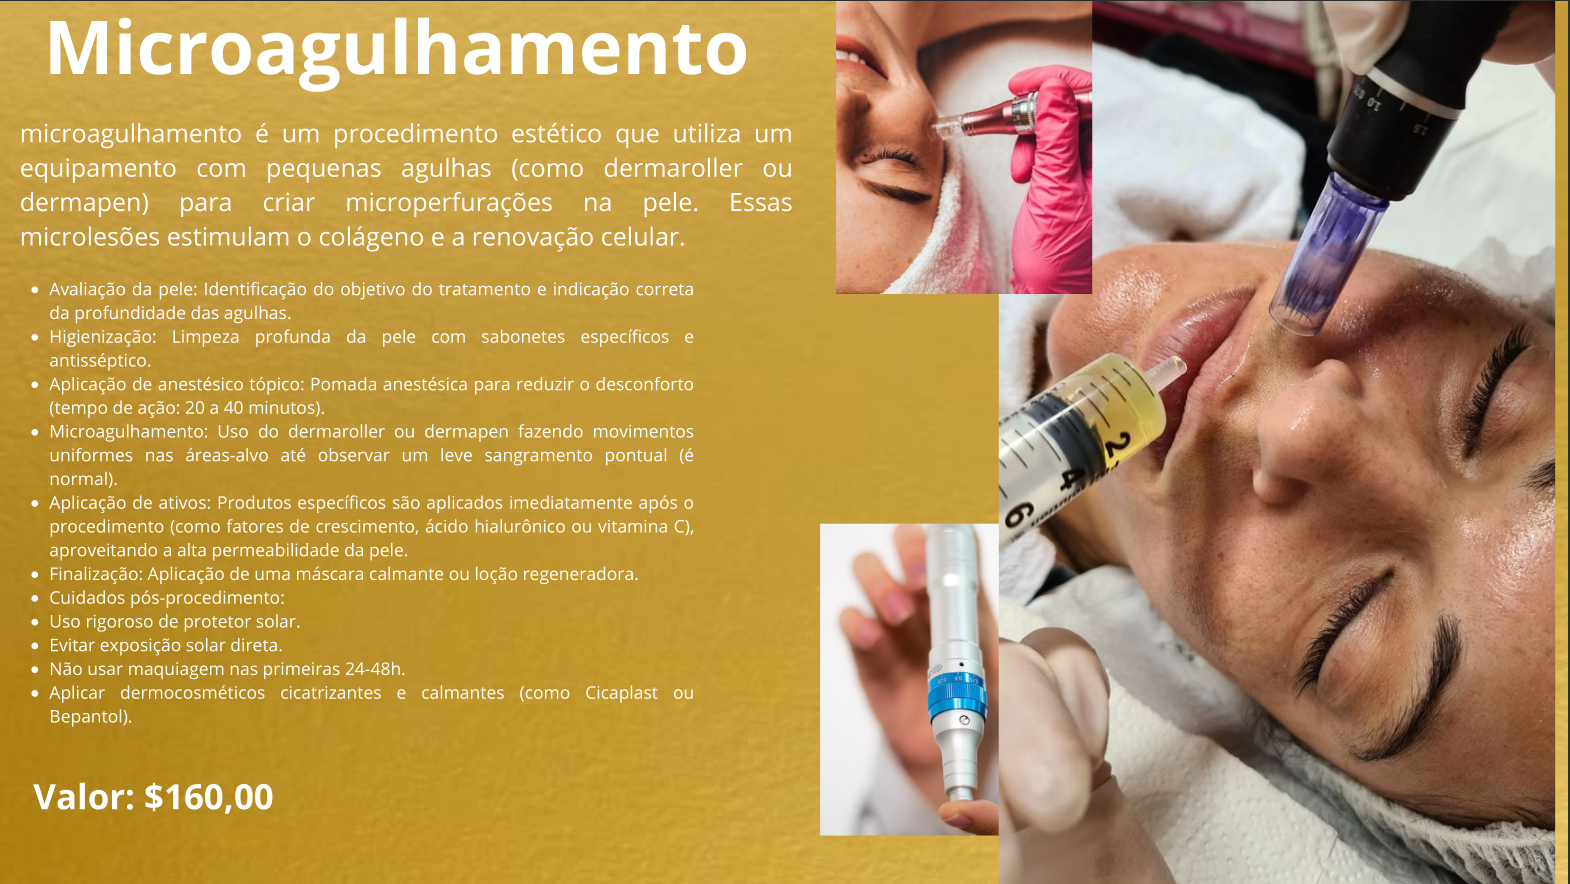 Microagulhamento
microagulhamento é um procedimento estético que utiliza um
equipamento com pequenas agulhas (como dermaroller ou
dermapen) para criar microperfurações na pele. Essas
microlesões estimulam o colágeno e a renovação celular.
Avaliação da pele: Identificação do objetivo do tratamento e indicação correta
da profundidade das agulhas.
Higienização: Limpeza profunda da pele com sabonetes específicos e
antisséptico.
Aplicação de anestésico tópico: Pomada anestésica para reduzir o desconforto
(tempo de ação: 20 a 40 minutos).
Microagulhamento: Uso do dermaroller ou dermapen fazendo movimentos
uniformes nas áreas-alvo até observar um leve sangramento pontual (é
normal).
Aplicação de ativos: Produtos específicos são aplicados imediatamente após o
procedimento (como fatores de crescimento, ácido hialurônico ou vitamina C),
aproveitando a alta permeabilidade da pele.
Finalização: Aplicação de uma máscara calmante ou loção regeneradora.
Cuidados pós-procedimento:
Uso rigoroso de protetor solar.
Evitar exposição solar direta.
Não usar maquiagem nas primeiras 24-48h.
Aplicar dermocosméticos cicatrizantes e calmantes (como Cicaplast ou
Bepantol).
Valor: $160,00
2
4
6
1.0
1.5